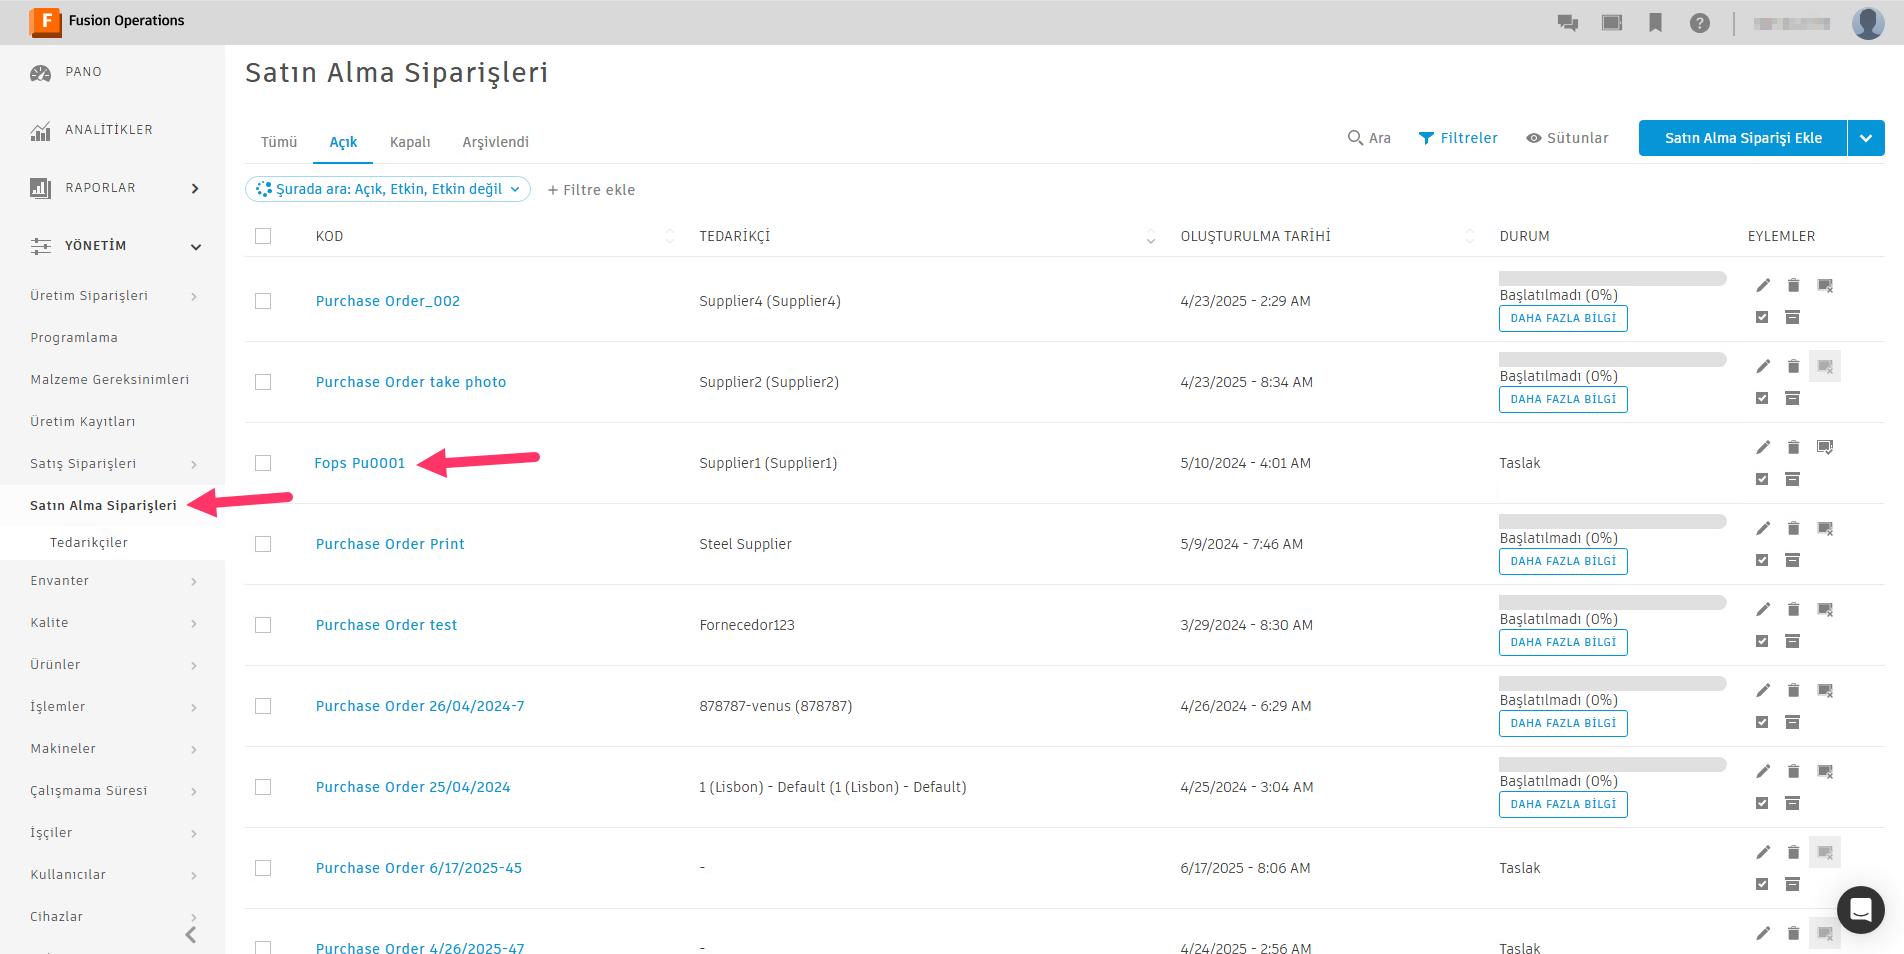 F Fusion Operations
?
PANO
ANALİTİKLER
RAPORLAR
YÖNETİM
Üretim Siparişleri
Programlama
Malzeme Gereksinimleri
Üretim Kayıtları
Satış Siparişleri
Satın Alma Siparişleri
Tedarikçiler
Envanter
Kalite
Ürünler
İşlemler
Makineler
Çalışmama Süresi
İşçiler
Kullanıcılar
Cihazlar
Satın Alma Siparişleri
Tümü Açık Kapalı Arşivlendi
Ara Filtreler Sütunlar Satın Alma Siparişi Ekle
Şurada ara: Açık, Etkin, Etkin değil + Filtre ekle
KOD TEDARİKÇİ OLUŞTURULMA TARİHİ DURUM EYLEMLER
Purchase Order_002 Supplier4 (Supplier4) 4/23/2025 - 2:29 AM Başlatılmadı (0%)
DAHA FAZLA BİLGİ
Purchase Order take photo Supplier2 (Supplier2) 4/23/2025 - 8:34 AM Başlatılmadı (0%)
DAHA FAZLA BİLGİ
Fops Pu0001 Supplier1 (Supplier1) 5/10/2024 - 4:01 AM Taslak
Purchase Order Print Steel Supplier 5/9/2024 - 7:46 AM Başlatılmadı (0%)
DAHA FAZLA BİLGİ
Purchase Order test Fornecedor123 3/29/2024 - 8:30 AM Başlatılmadı (0%)
DAHA FAZLA BİLGİ
Purchase Order 26/04/2024-7 878787-venus (878787) 4/26/2024 - 6:29 AM Başlatılmadı (0%)
DAHA FAZLA BİLGİ
Purchase Order 25/04/2024 1 (Lisbon) - Default (1 (Lisbon) - Default) 4/25/2024 - 3:04 AM Başlatılmadı (0%)
DAHA FAZLA BİLGİ
Purchase Order 6/17/2025-45 - 6/17/2025 - 8:06 AM Taslak
Purchase Order 4/26/2025-47 - 4/24/2025 - 2:56 AM Taslak